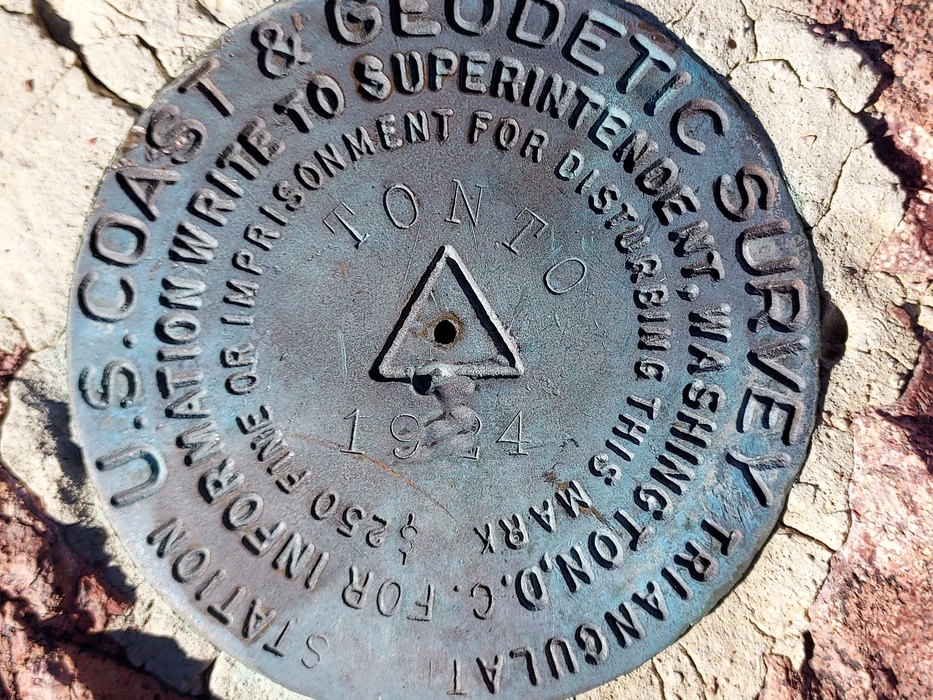 U.S. COAST & GEODETIC SURVEY
TRIANGULATION STATION
FOR INFORMATION WRITE TO SUPERINTENDENT, WASHINGTON, D.C.
$250 FINE OR IMPRISONMENT FOR DISTURBING THIS MARK
TONTO
1924